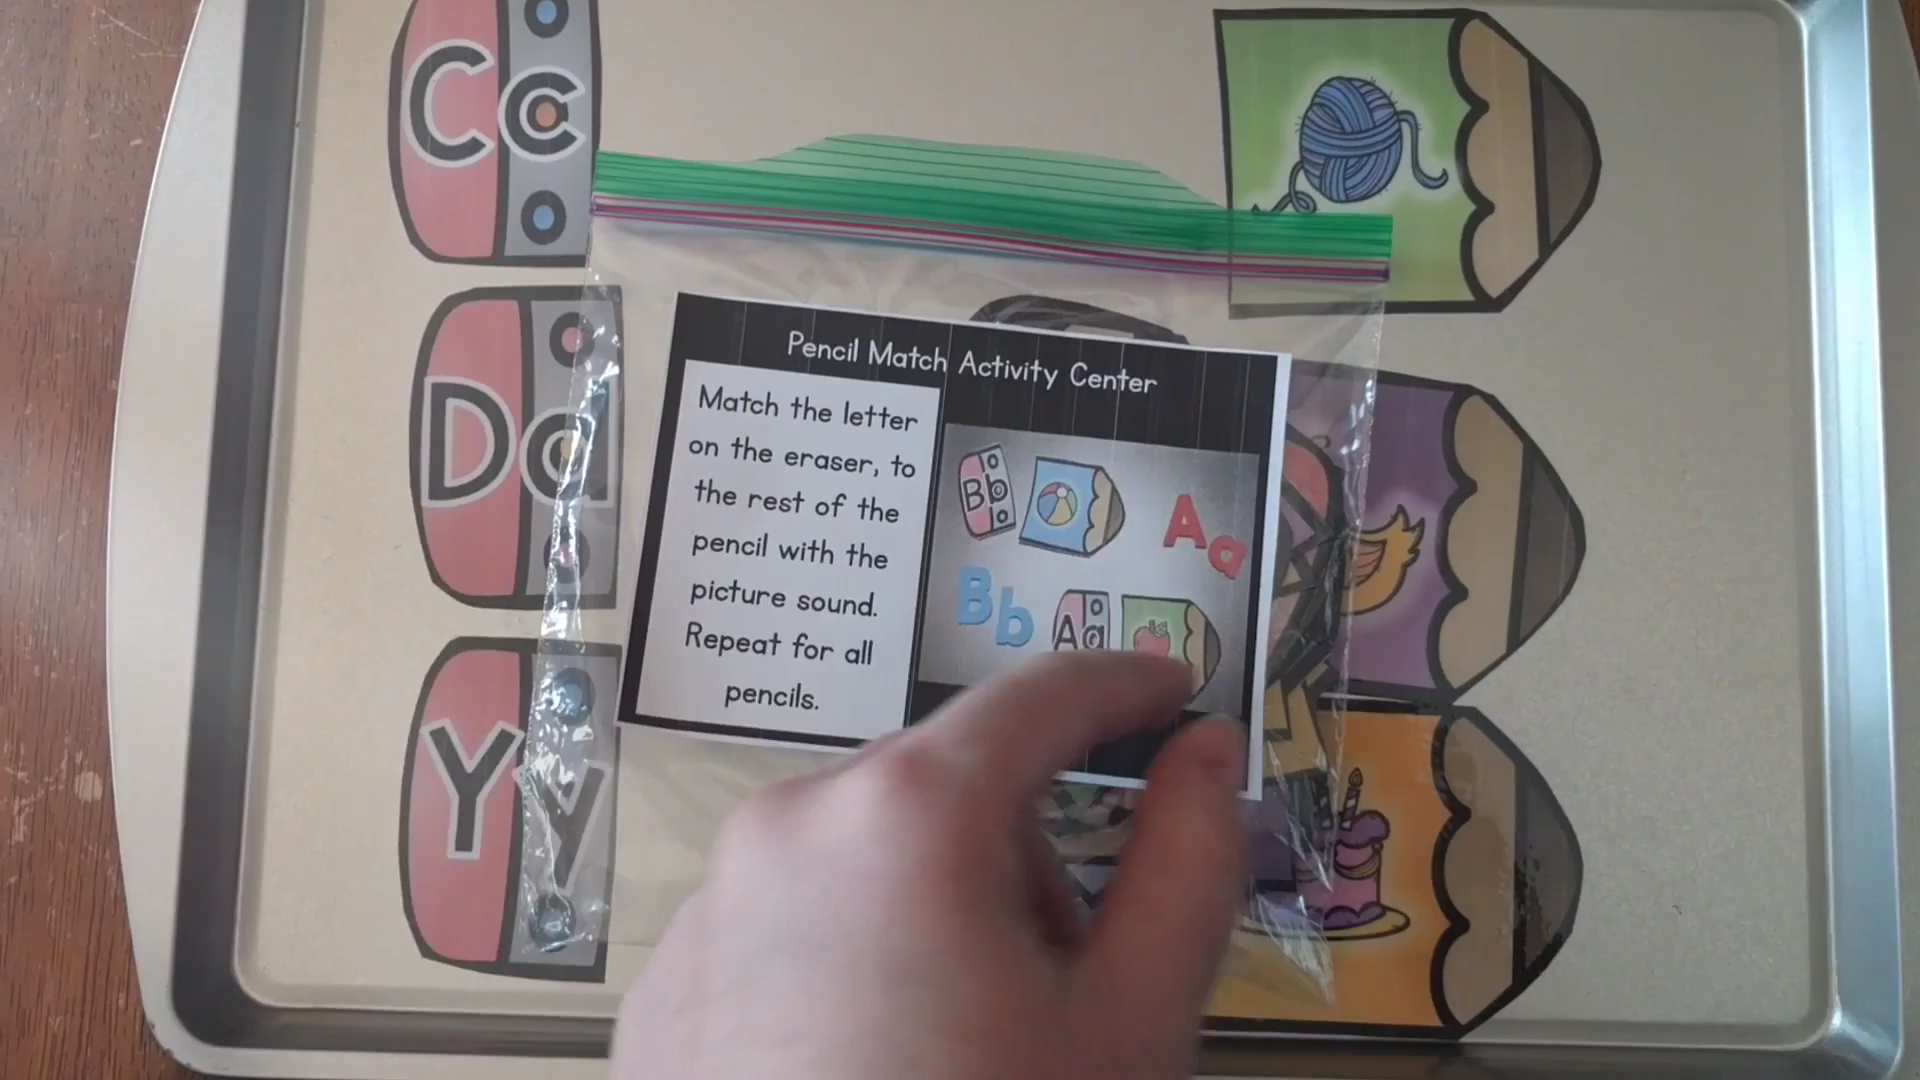 Cc
Dd
Yy
Pencil Match Activity Center
Match the letter
on the eraser, to
the rest of the
pencil with the
picture sound.
Repeat for all
pencils.
Bb
Aa
Bb
Aa